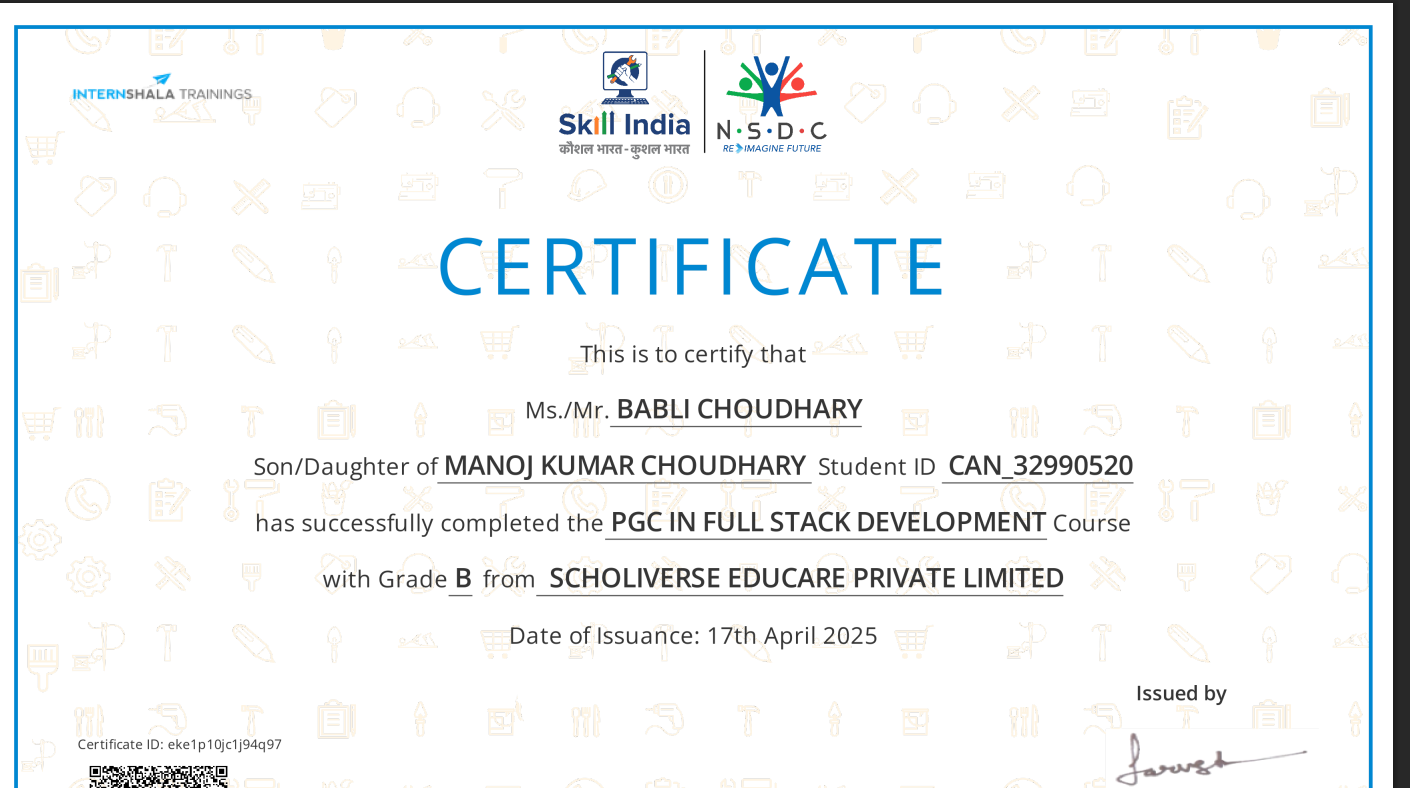 INTERNSHALA TRAININGS
Skill India
कौशल भारत-कुशल भारत
N·S·D·C
RE IMAGINE FUTURE
CERTIFICATE
This is to certify that
Ms./Mr. BABLI CHOUDHARY
Son/Daughter of MANOJ KUMAR CHOUDHARY Student ID CAN_32990520
has successfully completed the PGC IN FULL STACK DEVELOPMENT Course
with Grade B from SCHOLIVERSE EDUCARE PRIVATE LIMITED
Date of Issuance: 17th April 2025
Issued by
Certificate ID: eke1p10jc1j94q97